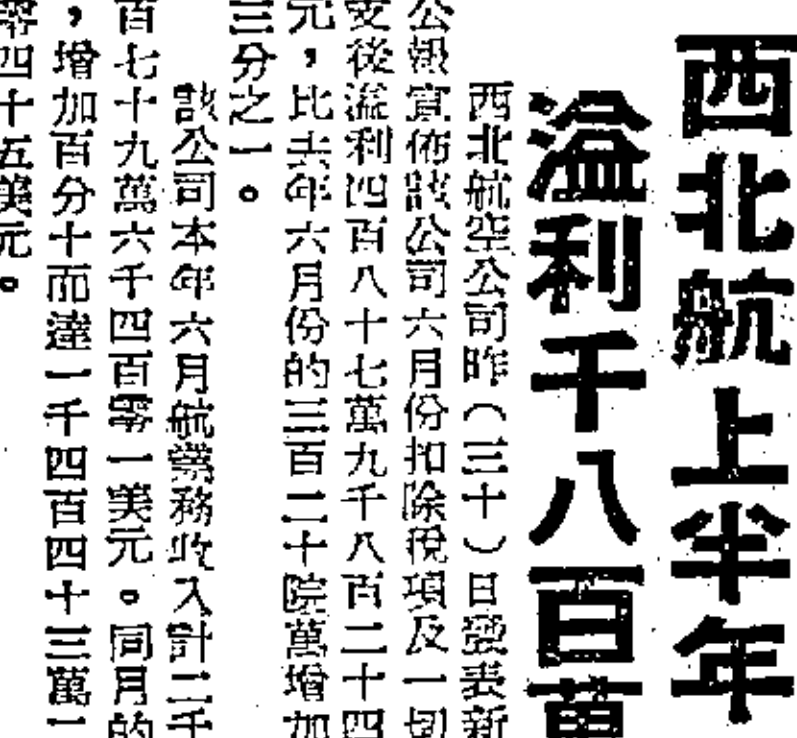 西北航上半年
溢利千八百萬
西北航空公司昨(三十)日發表新
公報宣佈該公司六月份扣除稅項及一切
支後溢利四百八十七萬九千八百二十四
元,比去年六月份的三百二十院萬增加
三分之一。
該公司本年六月航業務收入計二千
百七十九萬六千四百零一美元。同月的
,增加百分十而達一千四百四十三萬一
零四十五美元。